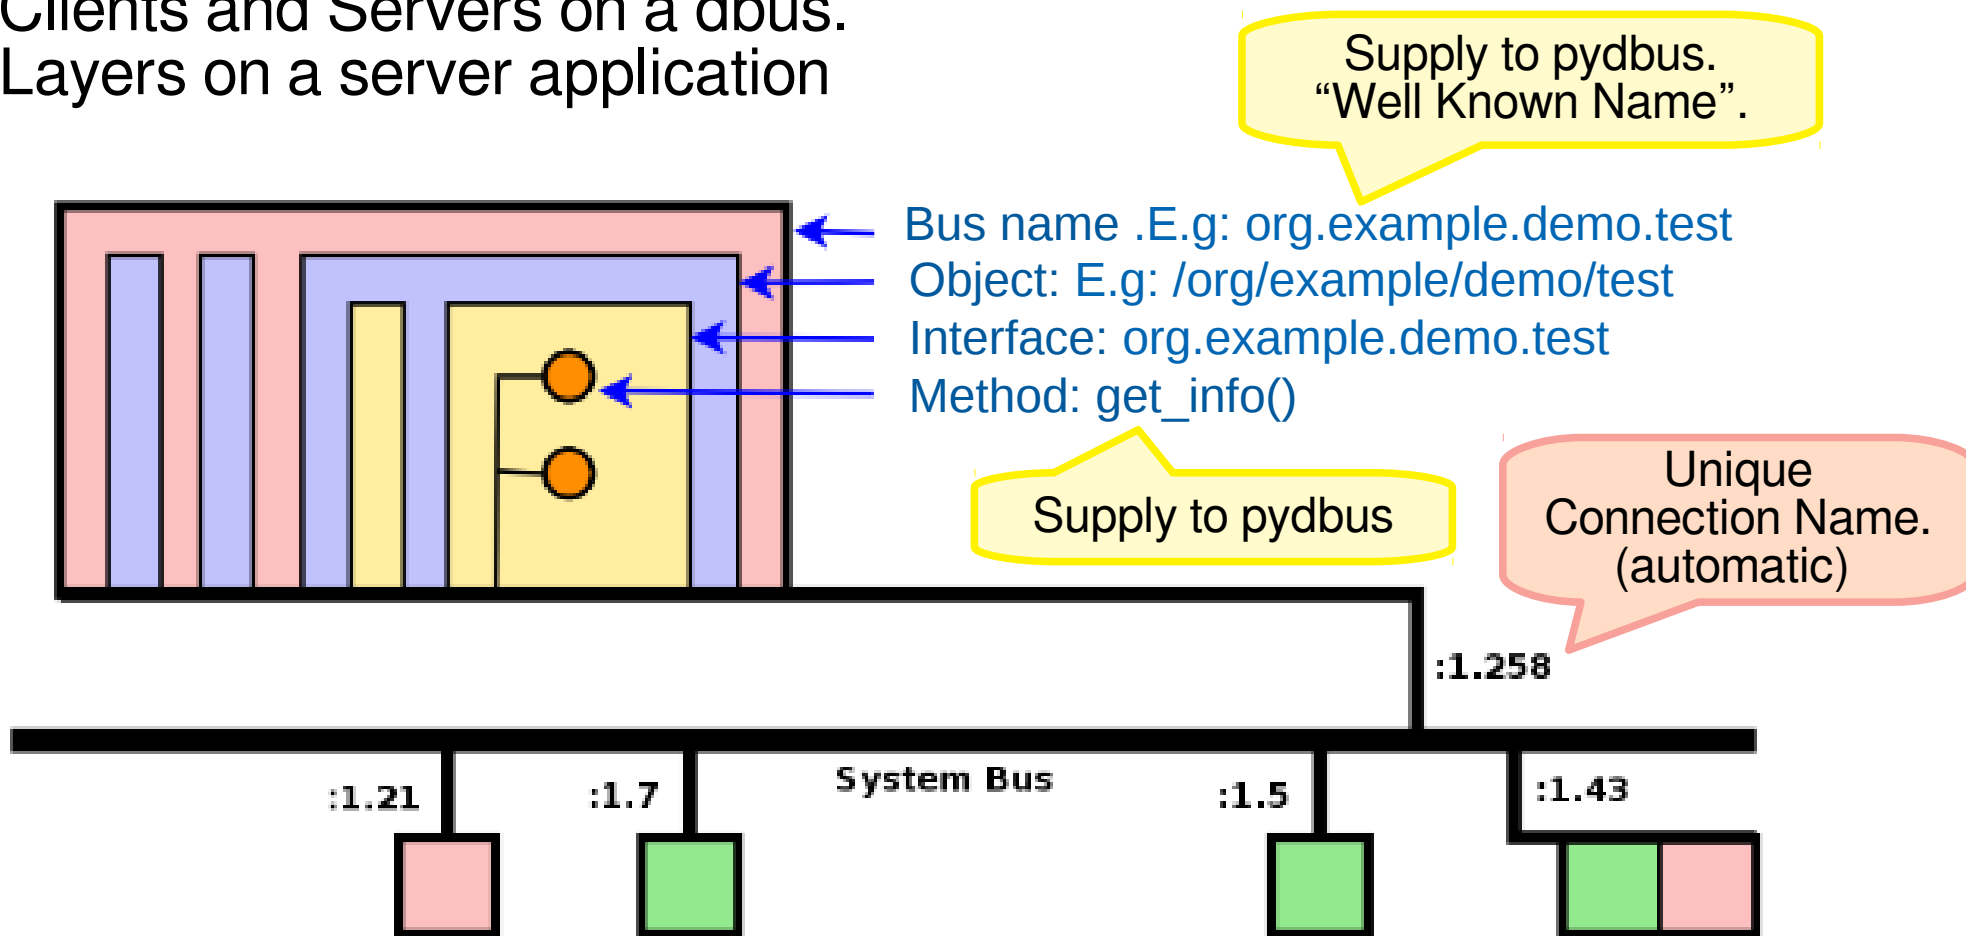 Clients and Servers on a dbus.
Layers on a server application
Supply to pydbus.
“Well Known Name”.
Bus name .E.g: org.example.demo.test
Object: E.g: /org/example/demo/test
Interface: org.example.demo.test
Method: get_info()
Supply to pydbus
Unique
Connection Name.
(automatic)
:1.258
:1.21
:1.7
System Bus
:1.5
:1.43